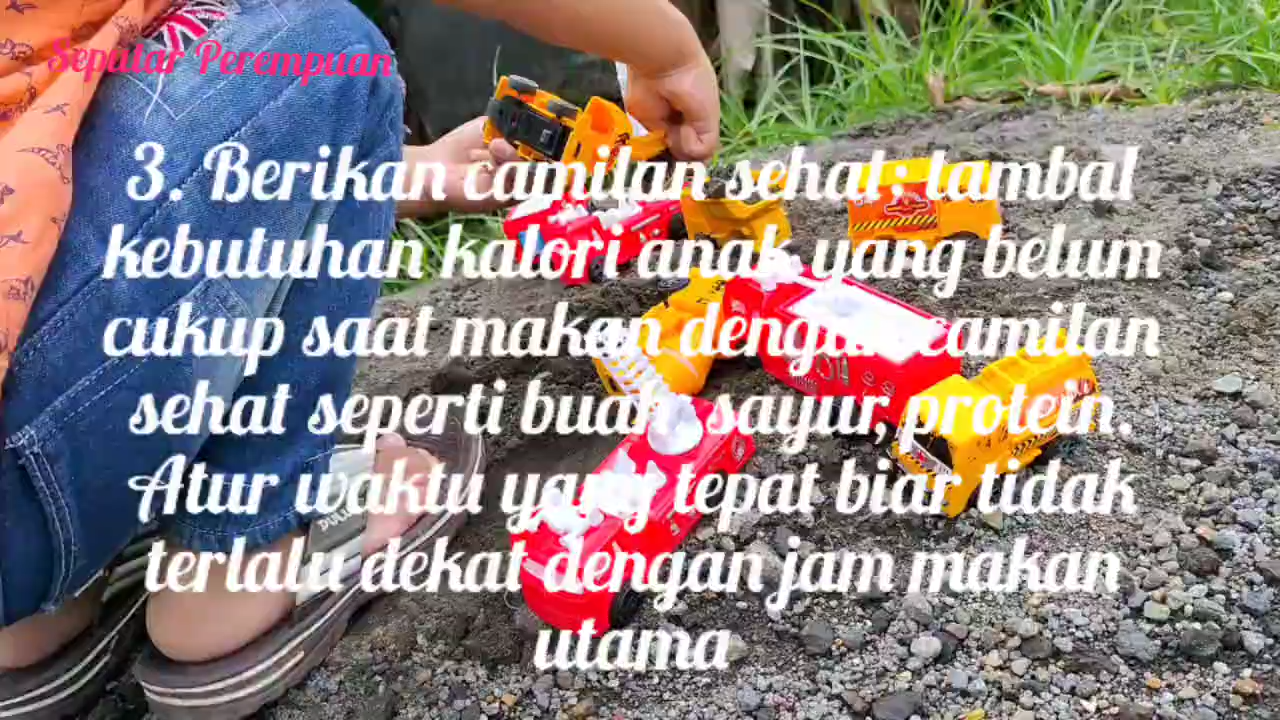 Seputar Perempuan
3. Berikan camilan sehat: tambal
kebutuhan kalori anak yang belum
cukup saat makan dengan camilan
sehat seperti buah, sayur, protein.
Atur waktu yang tepat biar tidak
terlalu dekat dengan jam makan
utama